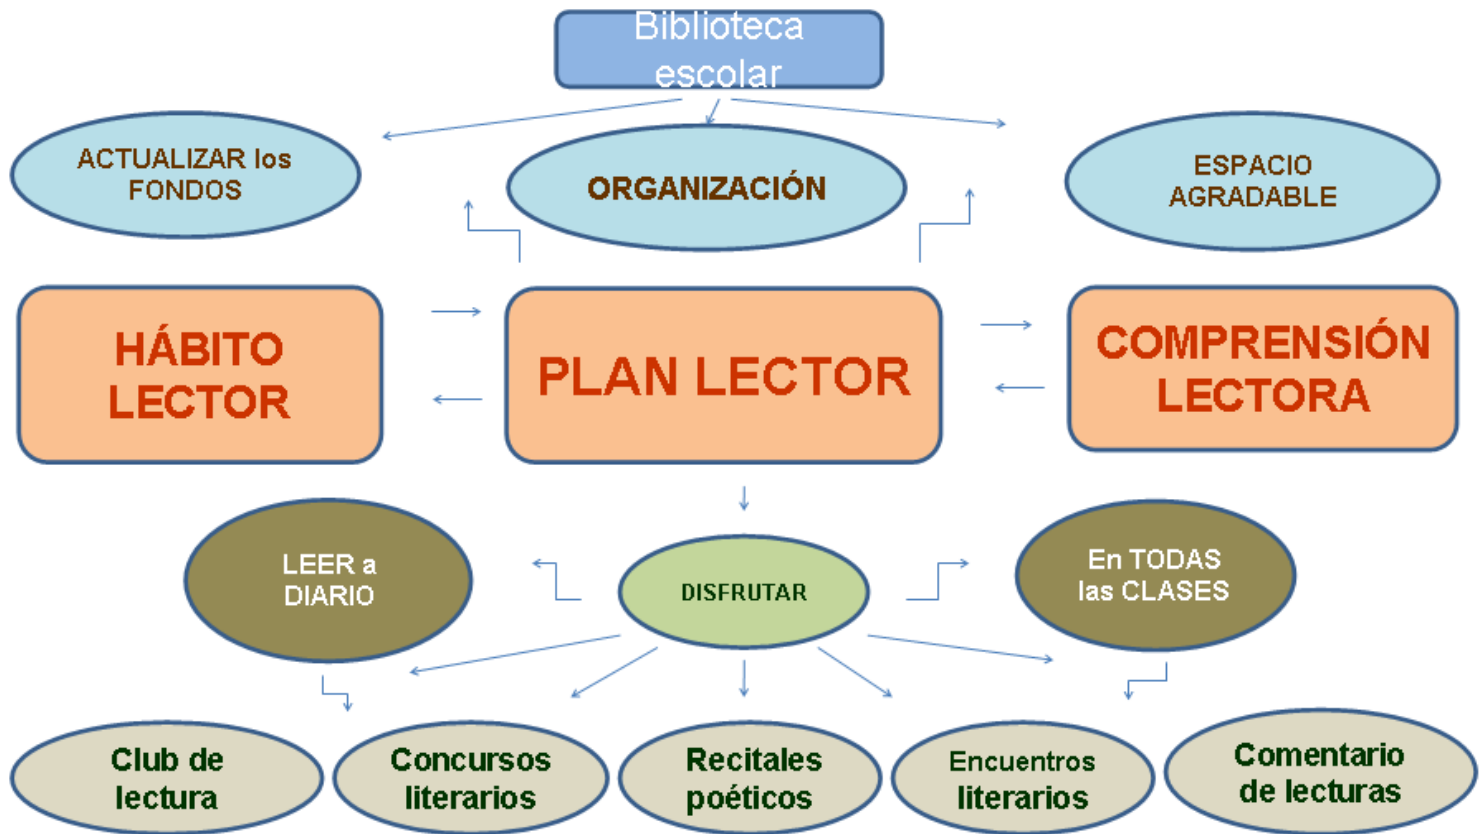 Biblioteca
escolar
ACTUALIZAR los
FONDOS
ORGANIZACIÓN
ESPACIO
AGRADABLE
HÁBITO
LECTOR
PLAN LECTOR
COMPRENSIÓN
LECTORA
LEER a
DIARIO
DISFRUTAR
En TODAS
las CLASES
Club de
lectura
Concursos
literarios
Recitales
poéticos
Encuentros
literarios
Comentario
de lecturas